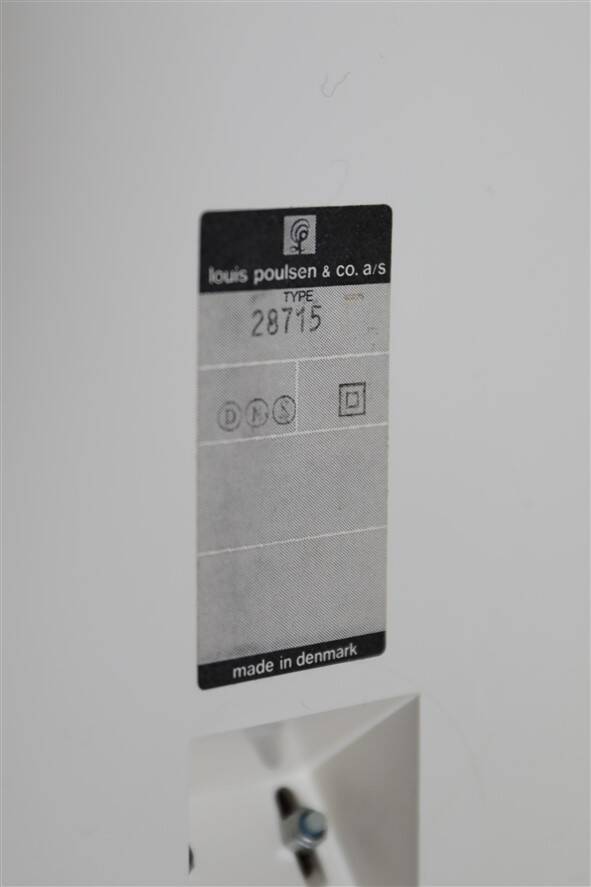 louis poulsen & co. a/s
TYPE
28715
D N S
made in denmark